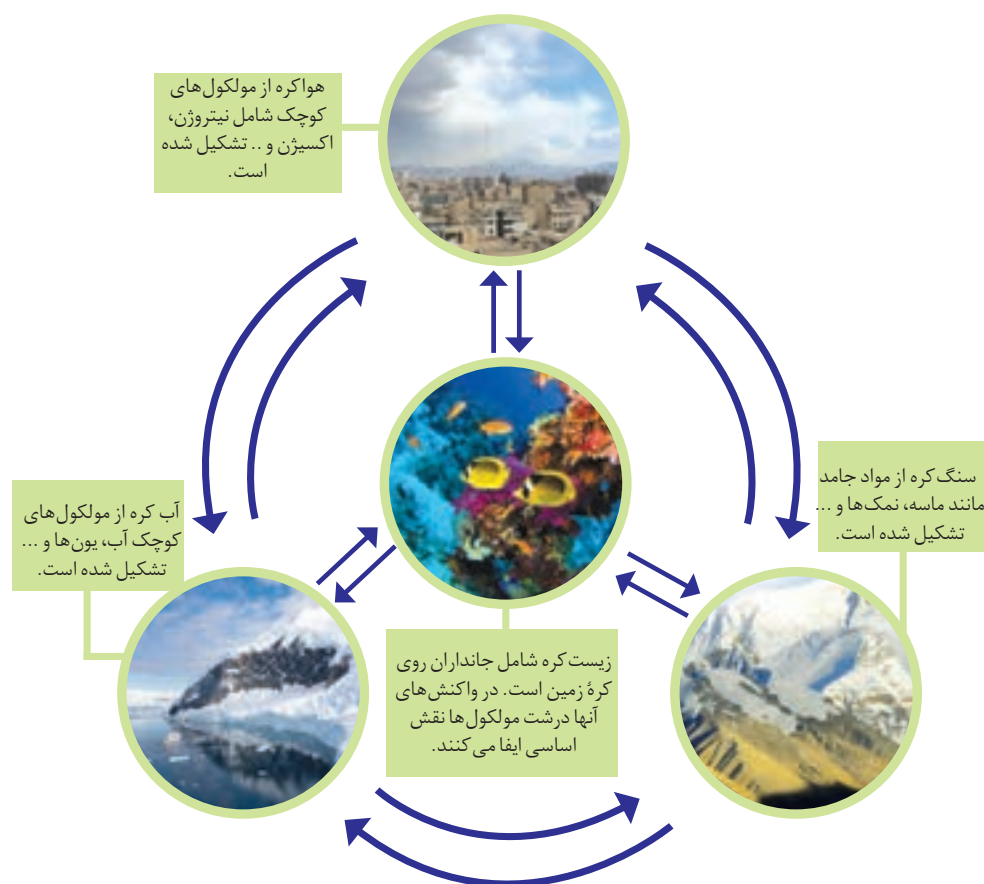 هواکره از مولکول‌های
کوچک شامل نیتروژن،
اکسیژن و .. تشکیل شده
است.
سنگ کره از مواد جامد
مانند ماسه، نمک‌ها و ...
تشکیل شده است.
آب کره از مولکول‌های
کوچک آب، یون‌ها و ...
تشکیل شده است.
زیست کره شامل جانداران روی
کرهٔ زمین است. در واکنش‌های
آنها درشت مولکول‌ها نقش
اساسی ایفا می‌کنند.